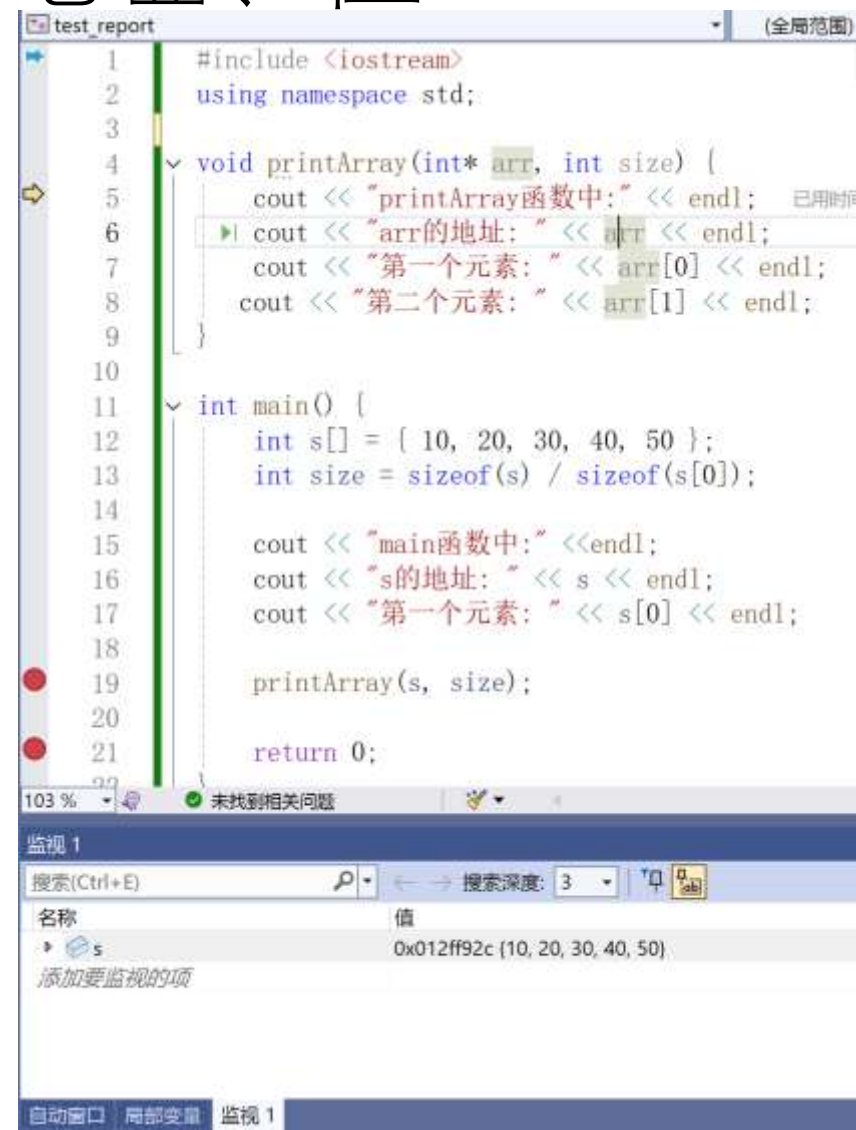 test_report (全局范围)
1 #include <iostream>
2 using namespace std;
3
4 void printArray(int* arr, int size) {
5 cout << "printArray函数中:" << endl; 已用时间
6 cout << "arr的地址: " << arr << endl;
7 cout << "第一个元素: " << arr[0] << endl;
8 cout << "第二个元素: " << arr[1] << endl;
9 }
10
11 int main() {
12 int s[] = { 10, 20, 30, 40, 50 };
13 int size = sizeof(s) / sizeof(s[0]);
14
15 cout << "main函数中:" <<endl;
16 cout << "s的地址: " << s << endl;
17 cout << "第一个元素: " << s[0] << endl;
18
19 printArray(s, size);
20
21 return 0;
22 }
103 % 未找到相关问题
监视 1
搜索(Ctrl+E) 搜索深度: 3
名称 值
s 0x012ff92c {10, 20, 30, 40, 50}
添加要监视的项
自动窗口 局部变量 监视 1